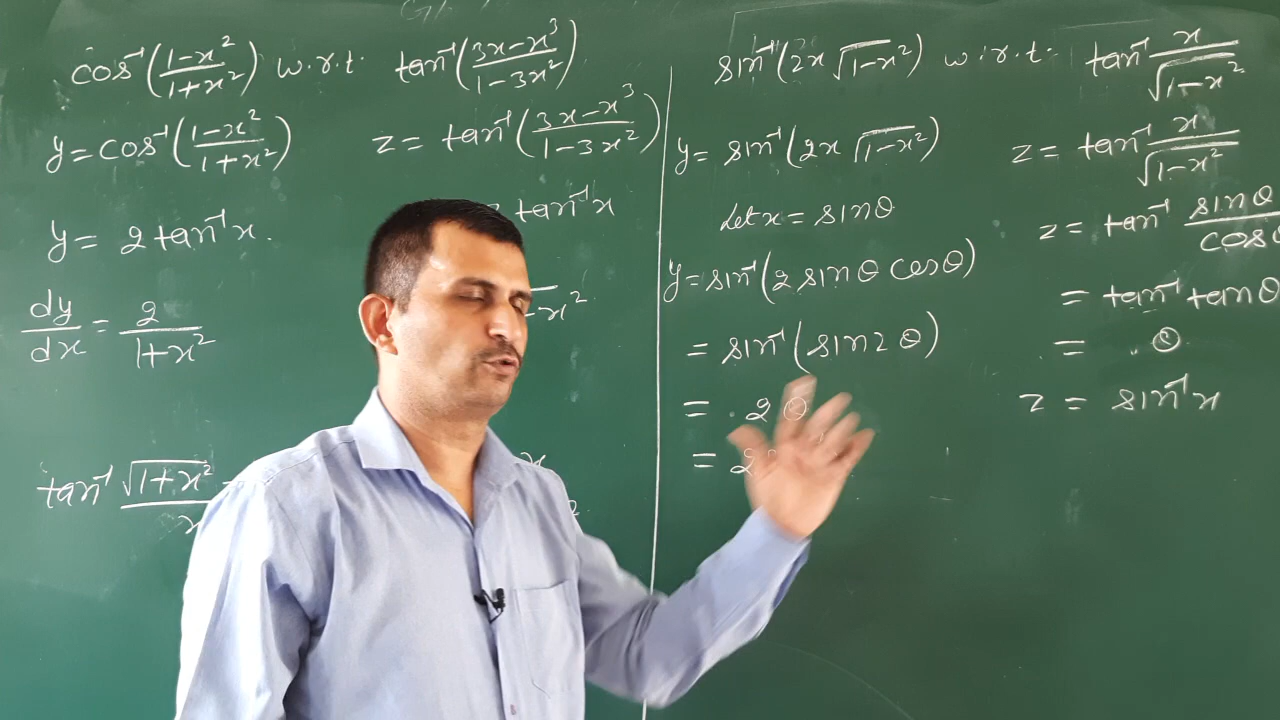 cos⁻¹((1-x²)/(1+x²)) w.r.t. tan⁻¹((3x-x³)/(1-3x²))
y = cos⁻¹((1-x²)/(1+x²)) z = tan⁻¹((3x-x³)/(1-3x²))
y = 2 tan⁻¹x. tan⁻¹x
dy/dx = 2/(1+x²) x²
tan⁻¹ √(1+x²)
sin⁻¹(2x √(1-x²)) w.r.t. tan⁻¹ x/√(1-x²)
y = sin⁻¹(2x √(1-x²)) z = tan⁻¹ x/√(1-x²)
Let x = sinθ z = tan⁻¹ sinθ/cosθ
y = sin⁻¹(2 sinθ cosθ) = tan⁻¹ tanθ
= sin⁻¹(sin2θ) = θ
= 2θ z = sin⁻¹x
= 2